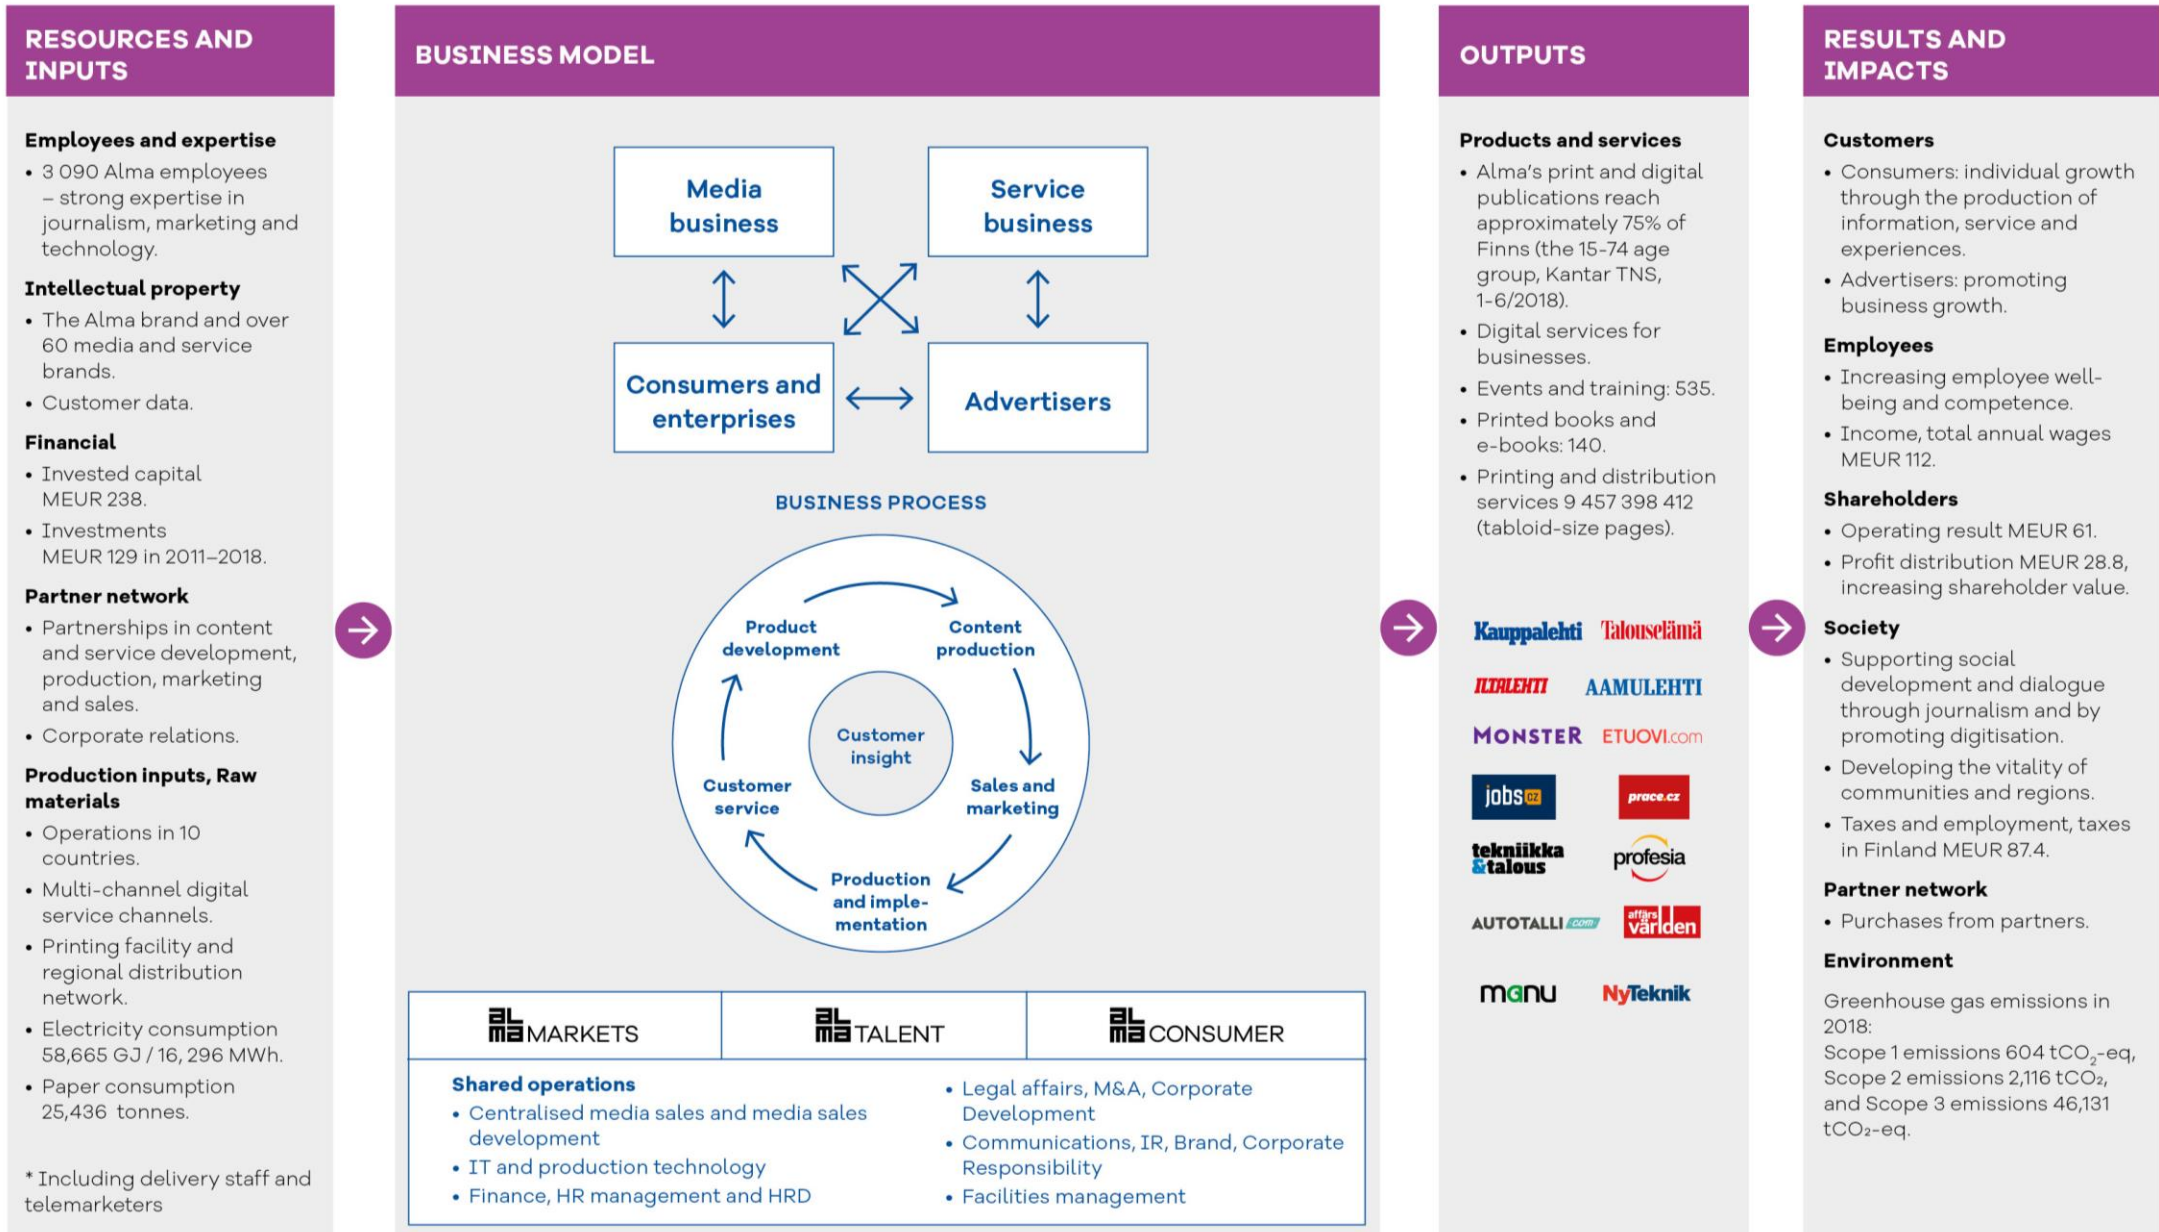 RESOURCES AND
INPUTS
Employees and expertise
• 3 090 Alma employees
– strong expertise in
journalism, marketing and
technology.
Intellectual property
• The Alma brand and over
60 media and service
brands.
• Customer data.
Financial
• Invested capital
MEUR 238.
• Investments
MEUR 129 in 2011–2018.
Partner network
• Partnerships in content
and service development,
production, marketing
and sales.
• Corporate relations.
Production inputs, Raw
materials
• Operations in 10
countries.
• Multi-channel digital
service channels.
• Printing facility and
regional distribution
network.
• Electricity consumption
58,665 GJ / 16, 296 MWh.
• Paper consumption
25,436 tonnes.
* Including delivery staff and
telemarketers
BUSINESS MODEL
Media
business
Service
business
Consumers and
enterprises
Advertisers
BUSINESS PROCESS
Product
development
Content
production
Customer
insight
Customer
service
Sales and
marketing
Production
and imple-
mentation
ALMA MARKETS
ALMA TALENT
ALMA CONSUMER
Shared operations
• Centralised media sales and media sales
development
• IT and production technology
• Finance, HR management and HRD
• Legal affairs, M&A, Corporate
Development
• Communications, IR, Brand, Corporate
Responsibility
• Facilities management
OUTPUTS
Products and services
• Alma's print and digital
publications reach
approximately 75% of
Finns (the 15-74 age
group, Kantar TNS,
1-6/2018).
• Digital services for
businesses.
• Events and training: 535.
• Printed books and
e-books: 140.
• Printing and distribution
services 9 457 398 412
(tabloid-size pages).
Kauppalehti Talouselämä
ILTALEHTI AAMULEHTI
MONSTER ETUOVI.com
jobs cz prace.cz
tekniikka
&talous
profesia
AUTOTALLI.com
affärs
världen
manu NyTeknik
RESULTS AND
IMPACTS
Customers
• Consumers: individual growth
through the production of
information, service and
experiences.
• Advertisers: promoting
business growth.
Employees
• Increasing employee well-
being and competence.
• Income, total annual wages
MEUR 112.
Shareholders
• Operating result MEUR 61.
• Profit distribution MEUR 28.8,
increasing shareholder value.
Society
• Supporting social
development and dialogue
through journalism and by
promoting digitisation.
• Developing the vitality of
communities and regions.
• Taxes and employment, taxes
in Finland MEUR 87.4.
Partner network
• Purchases from partners.
Environment
Greenhouse gas emissions in
2018:
Scope 1 emissions 604 tCO₂-eq,
Scope 2 emissions 2,116 tCO₂,
and Scope 3 emissions 46,131
tCO₂-eq.